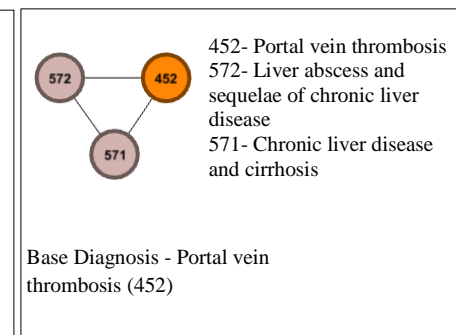 572
452
571
452- Portal vein thrombosis
572- Liver abscess and
sequelae of chronic liver
disease
571- Chronic liver disease
and cirrhosis
Base Diagnosis - Portal vein
thrombosis (452)